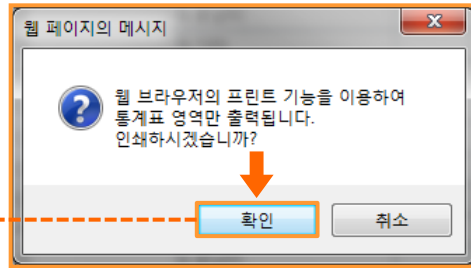 웹 페이지의 메시지
웹 브라우저의 프린트 기능을 이용하여
통계표 영역만 출력됩니다.
인쇄하시겠습니까?
확인
취소